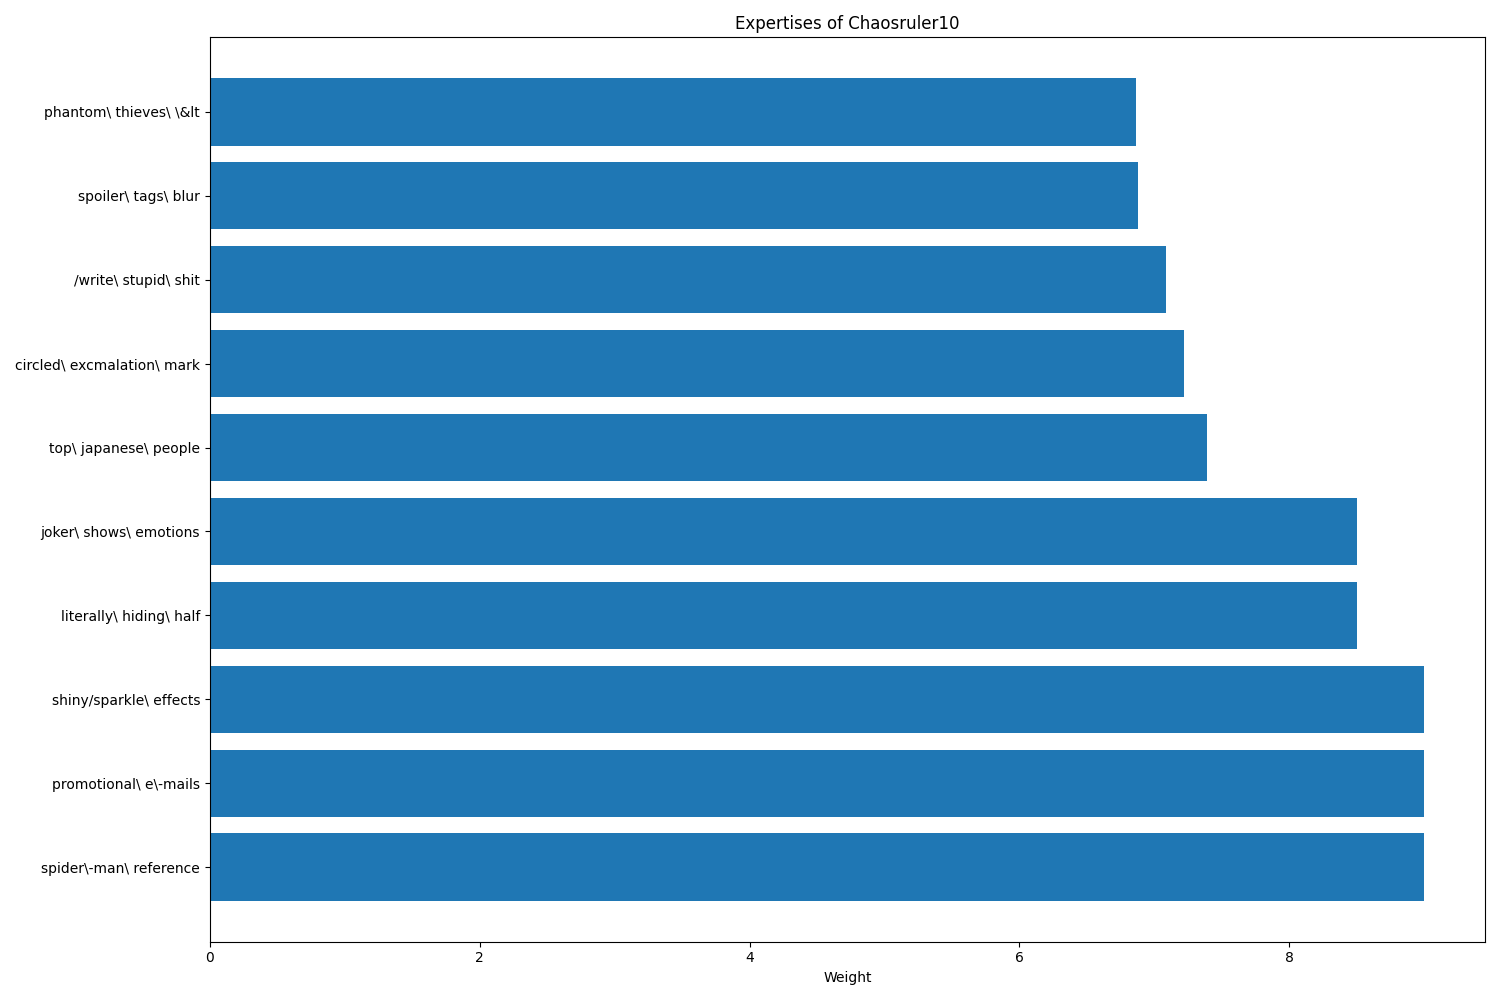 Expertises of Chaosruler10
phantom\ thieves\ \&lt
spoiler\ tags\ blur
/write\ stupid\ shit
circled\ excmalation\ mark
top\ japanese\ people
joker\ shows\ emotions
literally\ hiding\ half
shiny/sparkle\ effects
promotional\ e\-mails
spider\-man\ reference
0 2 4 6 8
Weight